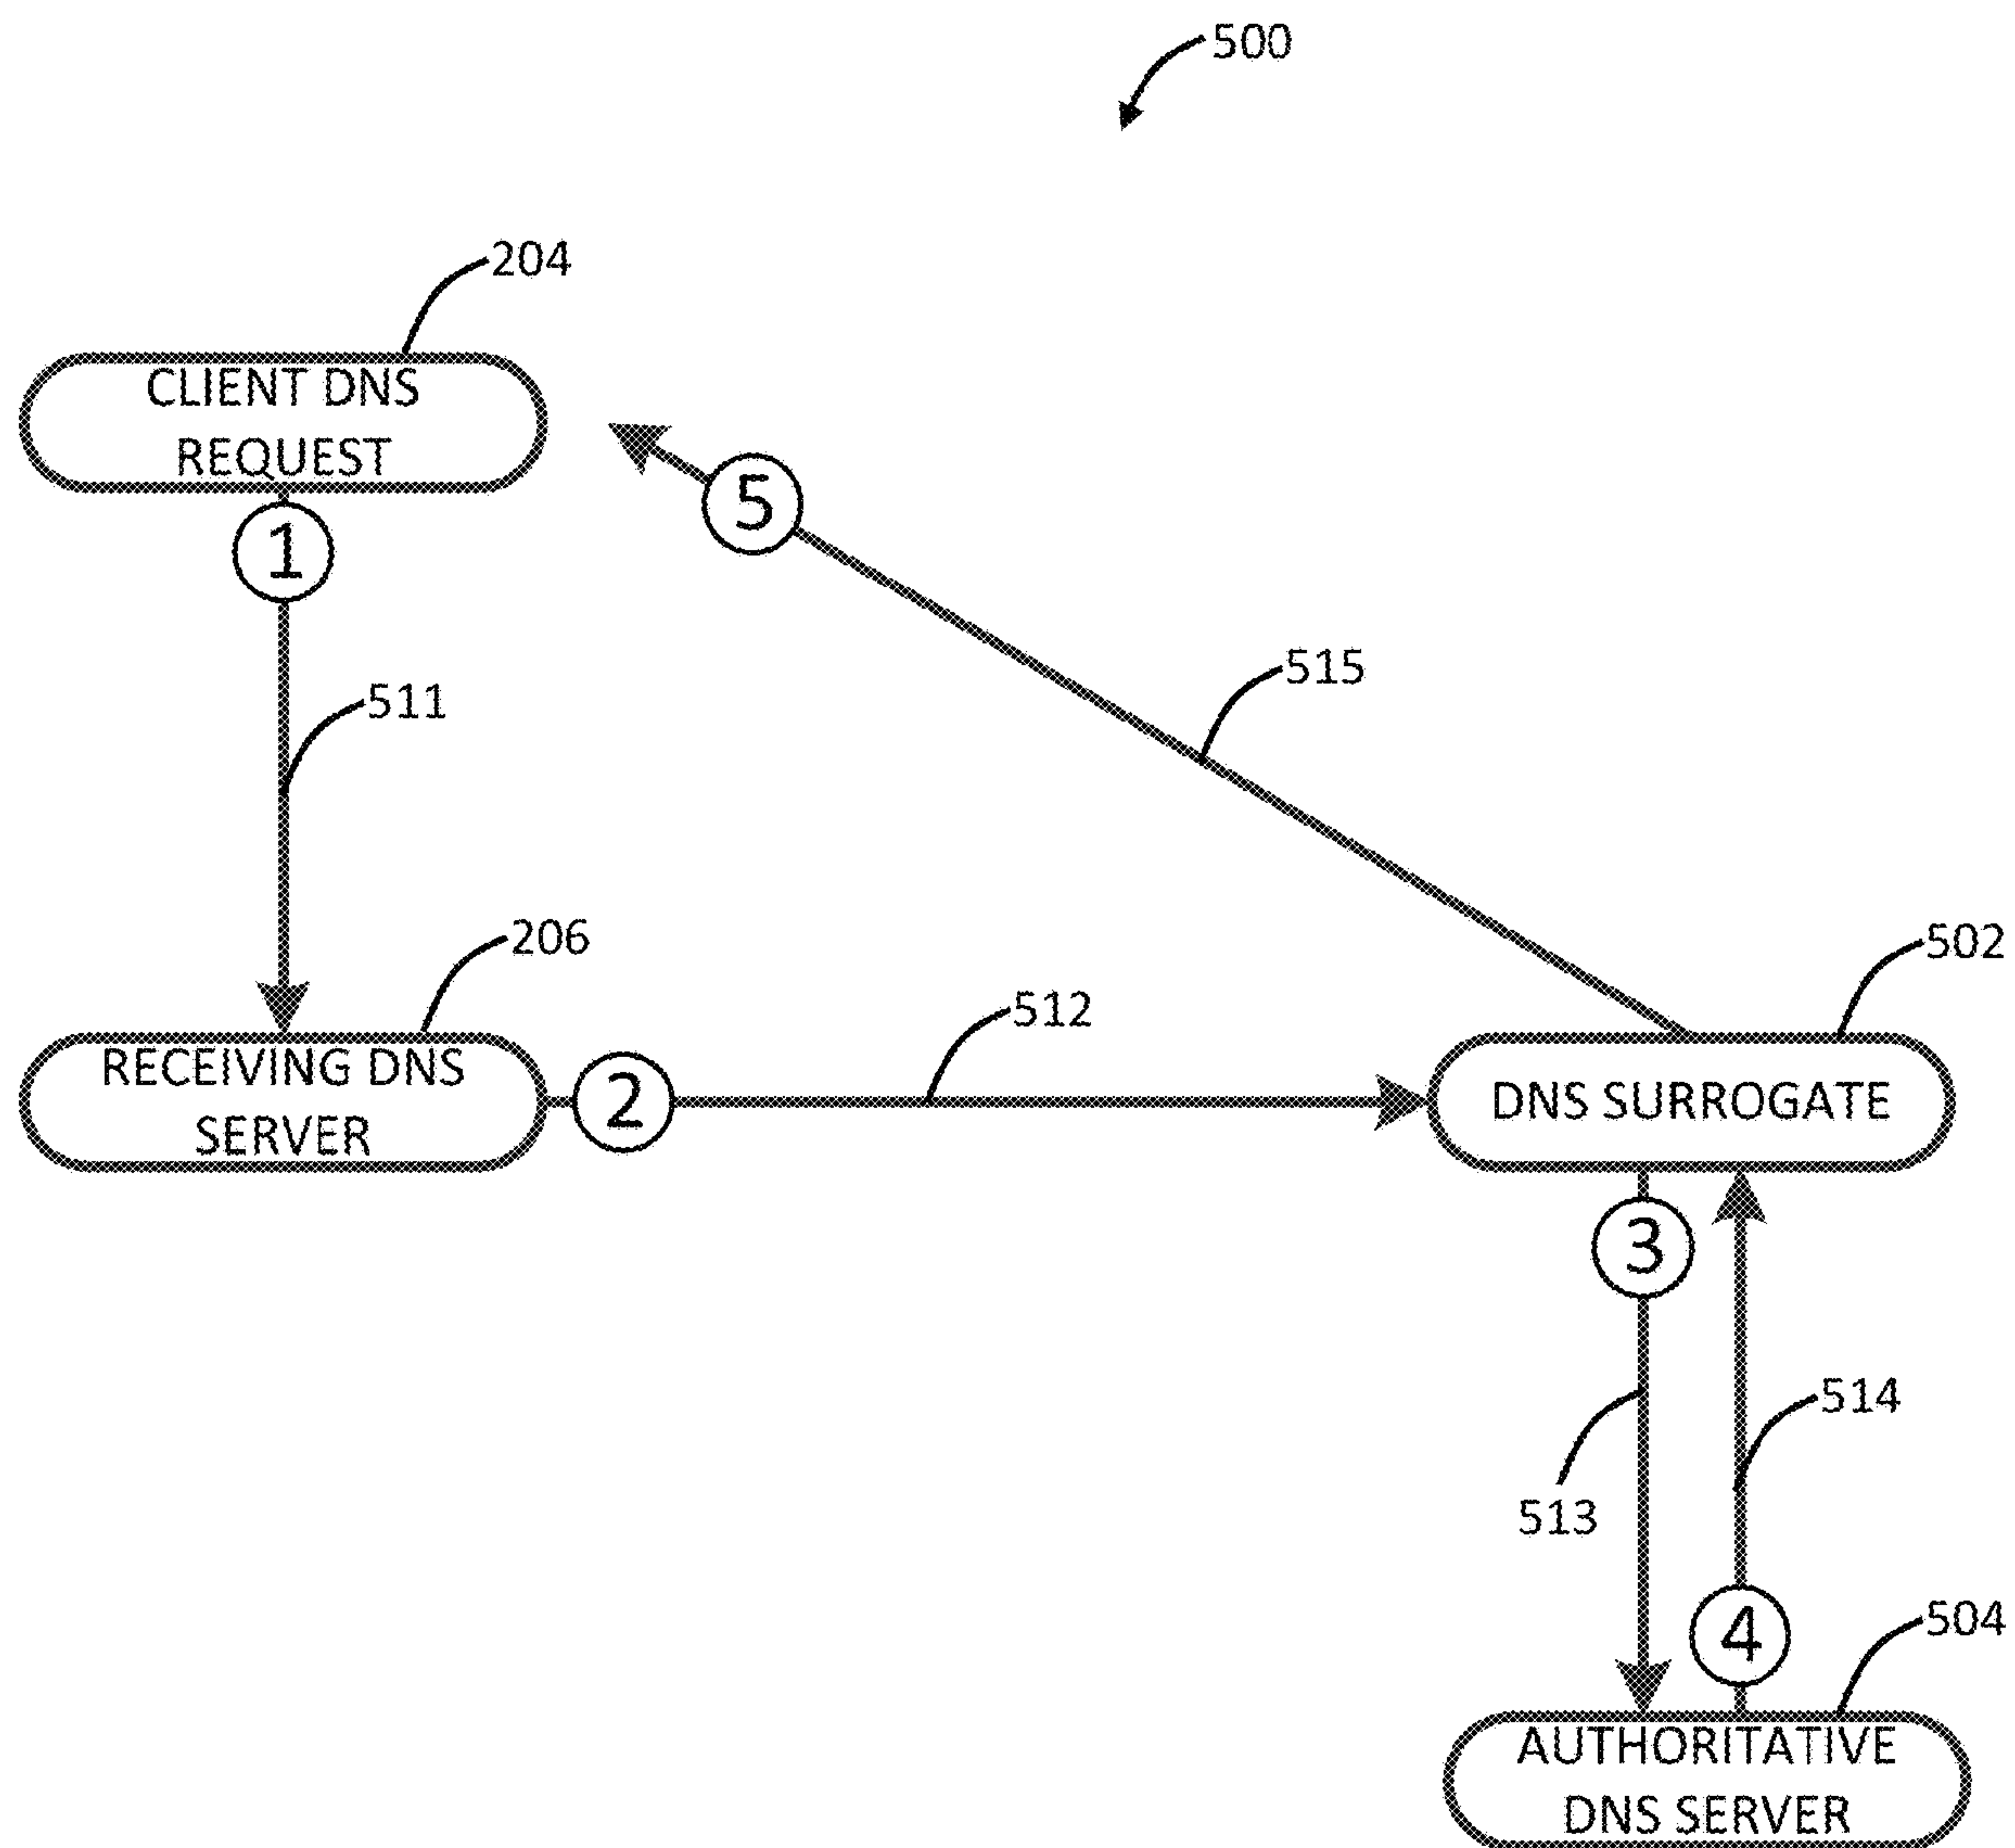 500
204
CLIENT DNS
REQUEST
5
1
515
511
206
502
512
RECEIVING DNS
SERVER
2
DNS SURROGATE
3
514
513
4
504
AUTHORITATIVE
DNS SERVER